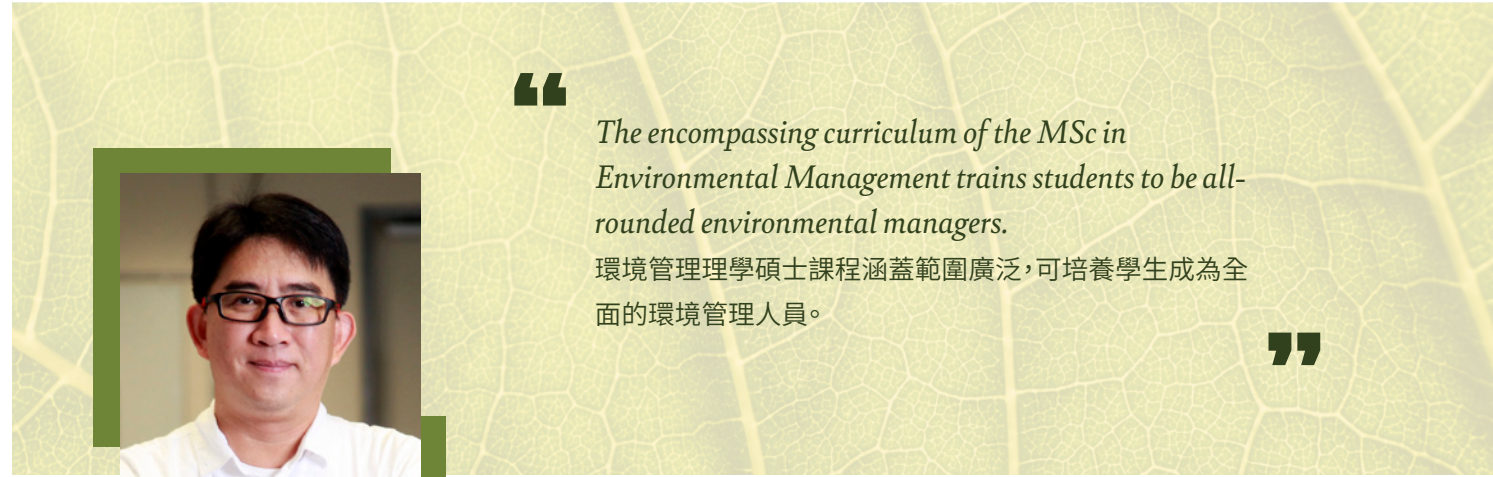 “
The encompassing curriculum of the MSc in
Environmental Management trains students to be all-
rounded environmental managers.
環境管理理學碩士課程涵蓋範圍廣泛，可培養學生成為全
面的環境管理人員。
”